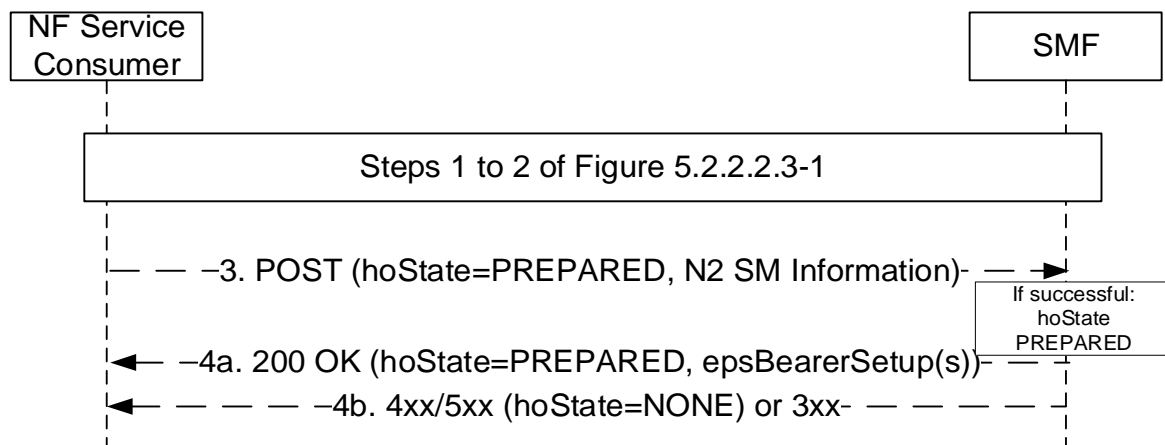 NF Service
Consumer
SMF
Steps 1 to 2 of Figure 5.2.2.2.3-1
3. POST (hoState=PREPARED, N2 SM Information)
If successful:
hoState
PREPARED
4a. 200 OK (hoState=PREPARED, epsBearerSetup(s))
4b. 4xx/5xx (hoState=NONE) or 3xx